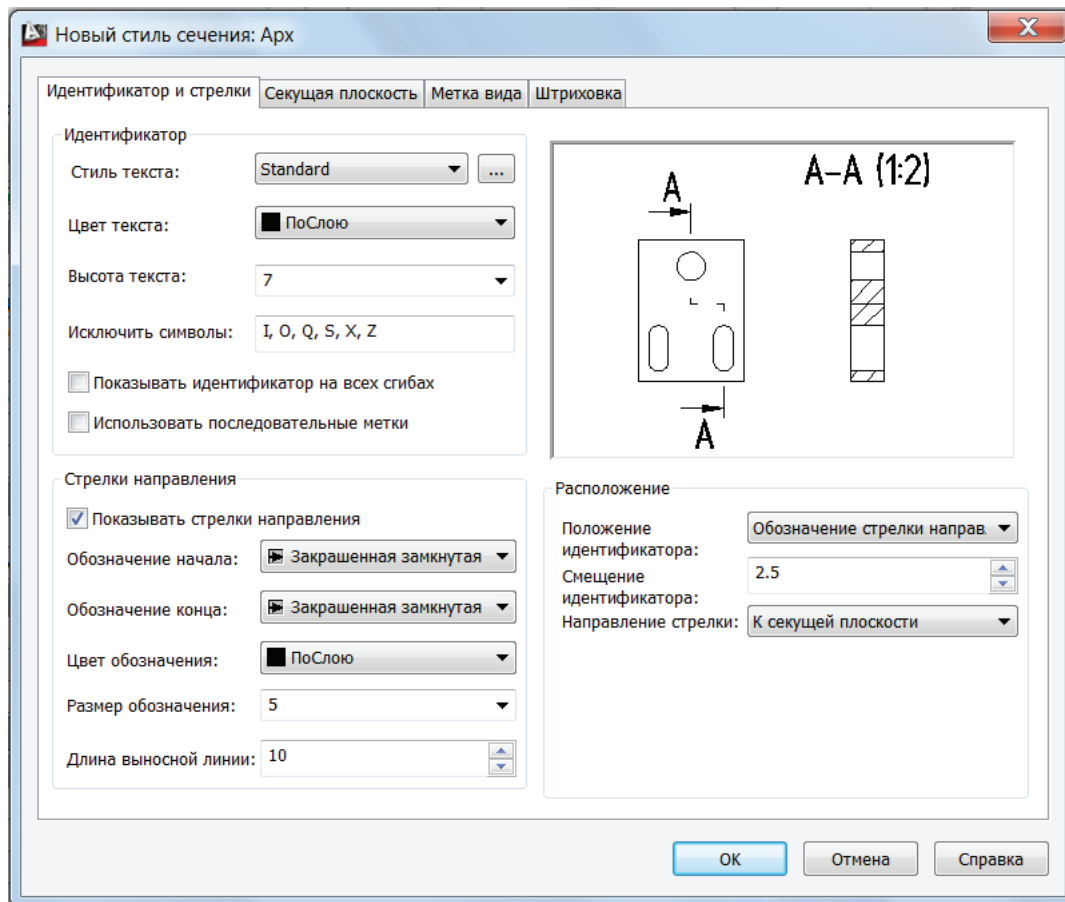 Новый стиль сечения: Арх
Идентификатор и стрелки
Секущая плоскость
Метка вида
Штриховка
Идентификатор
Стиль текста:
Standard
...
Цвет текста:
ПоСлою
Высота текста:
7
Исключить символы:
I, O, Q, S, X, Z
Показывать идентификатор на всех сгибах
Использовать последовательные метки
Стрелки направления
Показывать стрелки направления
Обозначение начала:
Закрашенная замкнутая
Обозначение конца:
Закрашенная замкнутая
Цвет обозначения:
ПоСлою
Размер обозначения:
5
Длина выносной линии:
10
A
A-A (1:2)
A
Расположение
Положение
идентификатора:
Обозначение стрелки направ.
Смещение
идентификатора:
2.5
Направление стрелки:
К секущей плоскости
OK
Отмена
Справка